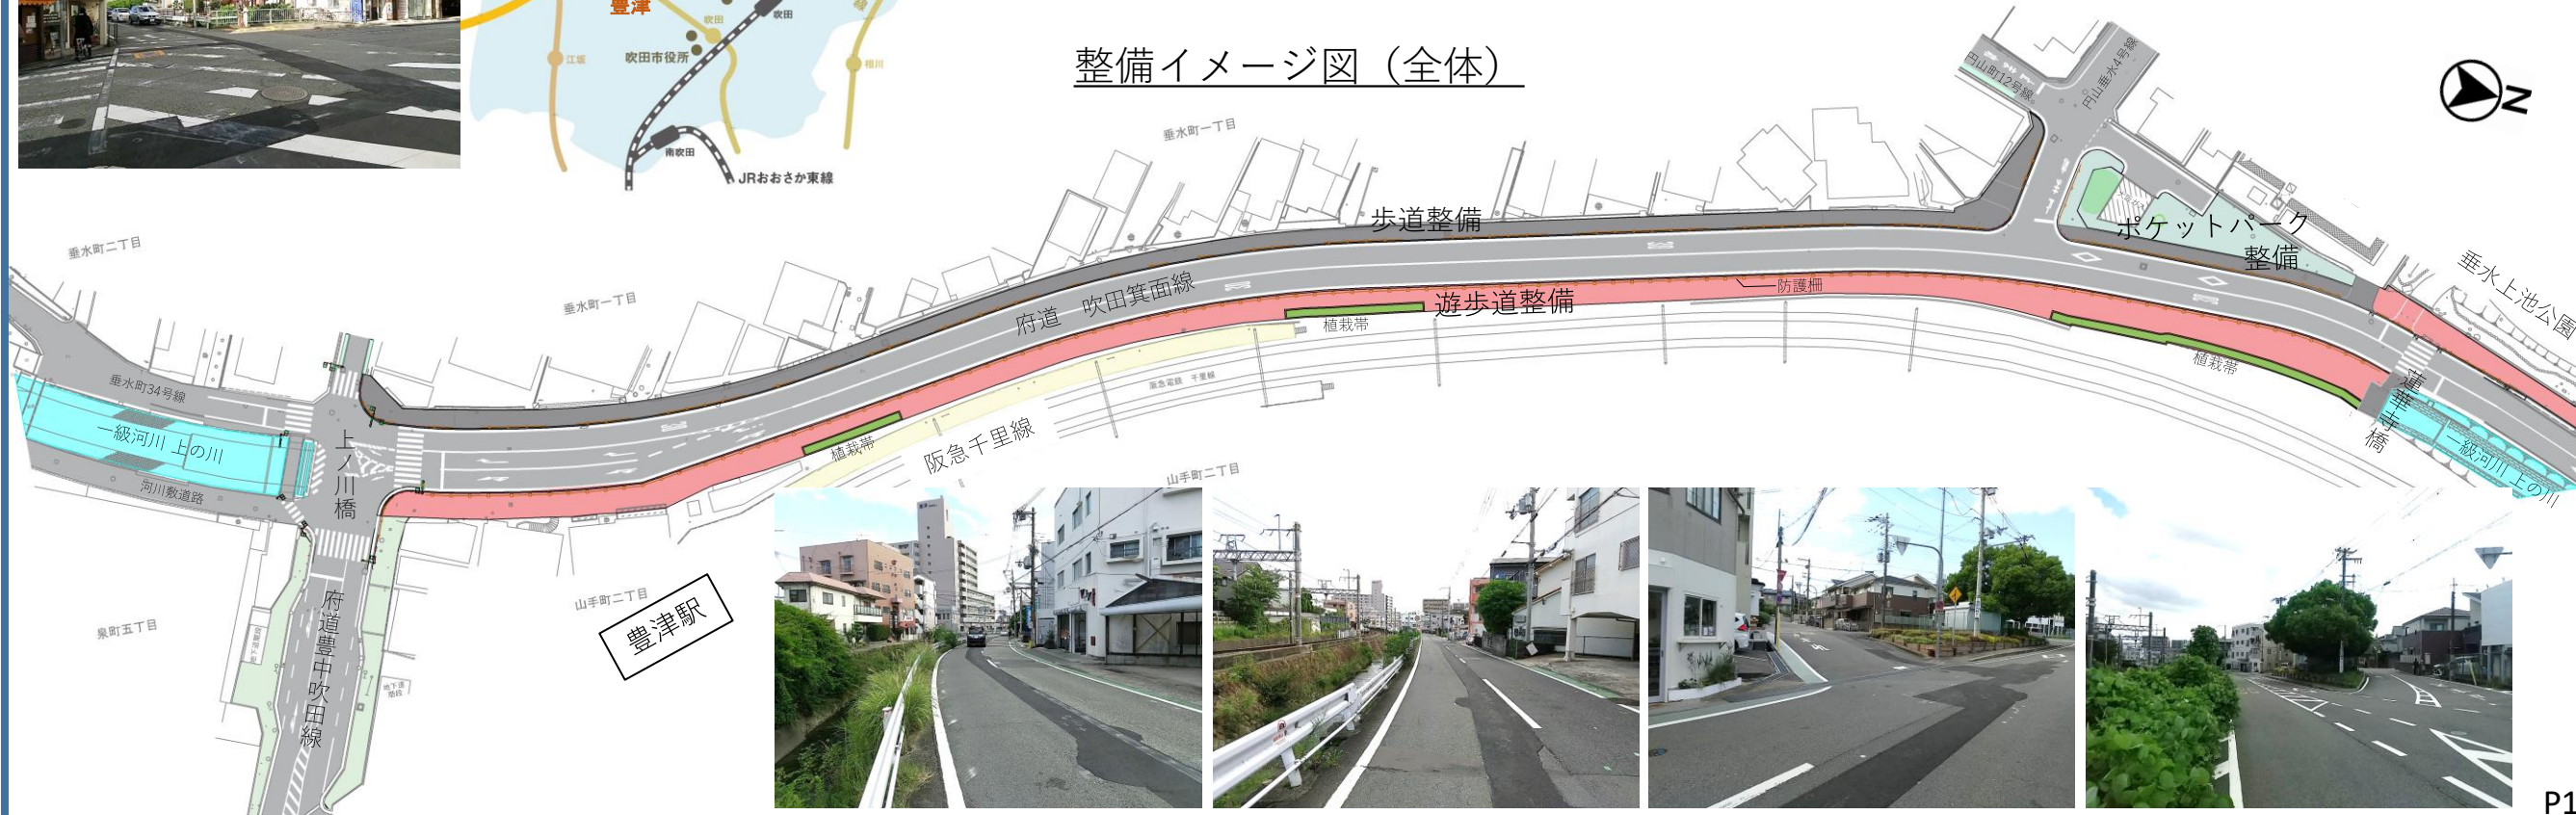 豊津
吹田
吹田
江坂
吹田市役所
相川
南吹田
JRおおさか東線
整備イメージ図（全体）
N
円山町12号線
円山垂水4号線
垂水町一丁目
歩道整備
ポケットパーク
整備
垂水上池公園
垂水町二丁目
垂水町一丁目
府道 吹田箕面線
遊歩道整備
防護柵
植栽帯
植栽帯
垂水町34号線
一級河川 上の川
上ノ川橋
河川敷道路
植栽帯
阪急千里線
阪急電鉄 千里線
蓮華寺橋
一級河川 上の川
山手町二丁目
山手町二丁目
泉町五丁目
府道豊中吹田線
豊津駅
P1